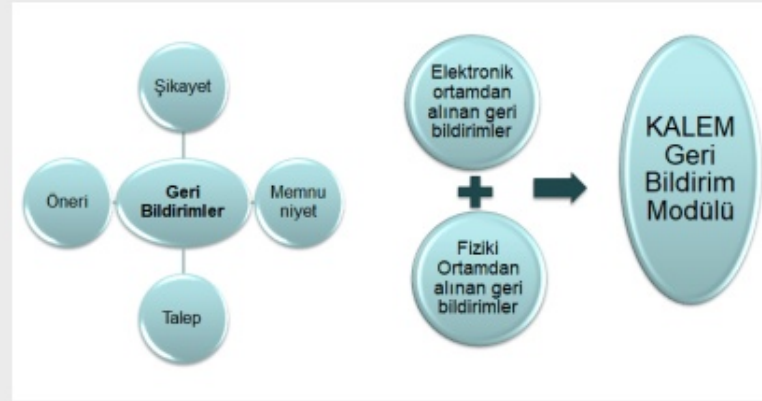 Şikayet
Öneri
Geri
Bildirimler
Memnu
niyet
Talep
Elektronik
ortamdan
alınan geri
bildirimler
Fiziki
Ortamdan
alınan geri
bildirimler
KALEM
Geri
Bildirim
Modülü